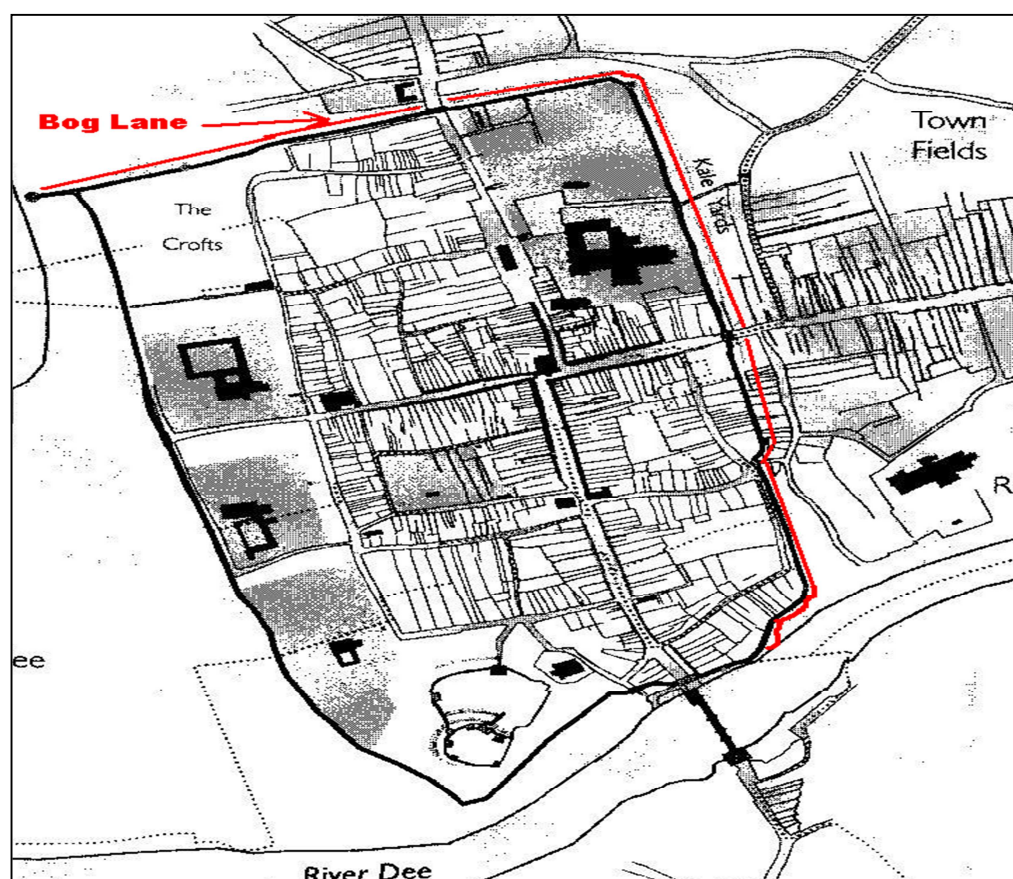 Bog Lane
Town
Fields
Kale Yards
The
Crofts
R
ee
River Dee